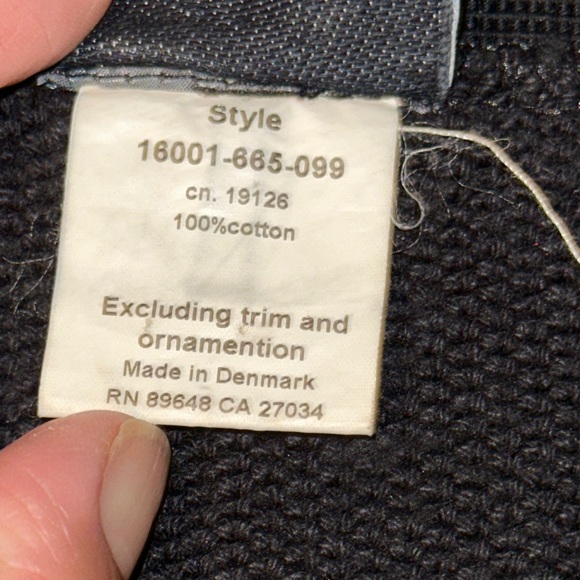 Style
16001-665-099
cn. 19126
100%cotton
Excluding trim and
ornamention
Made in Denmark
RN 89648 CA 27034